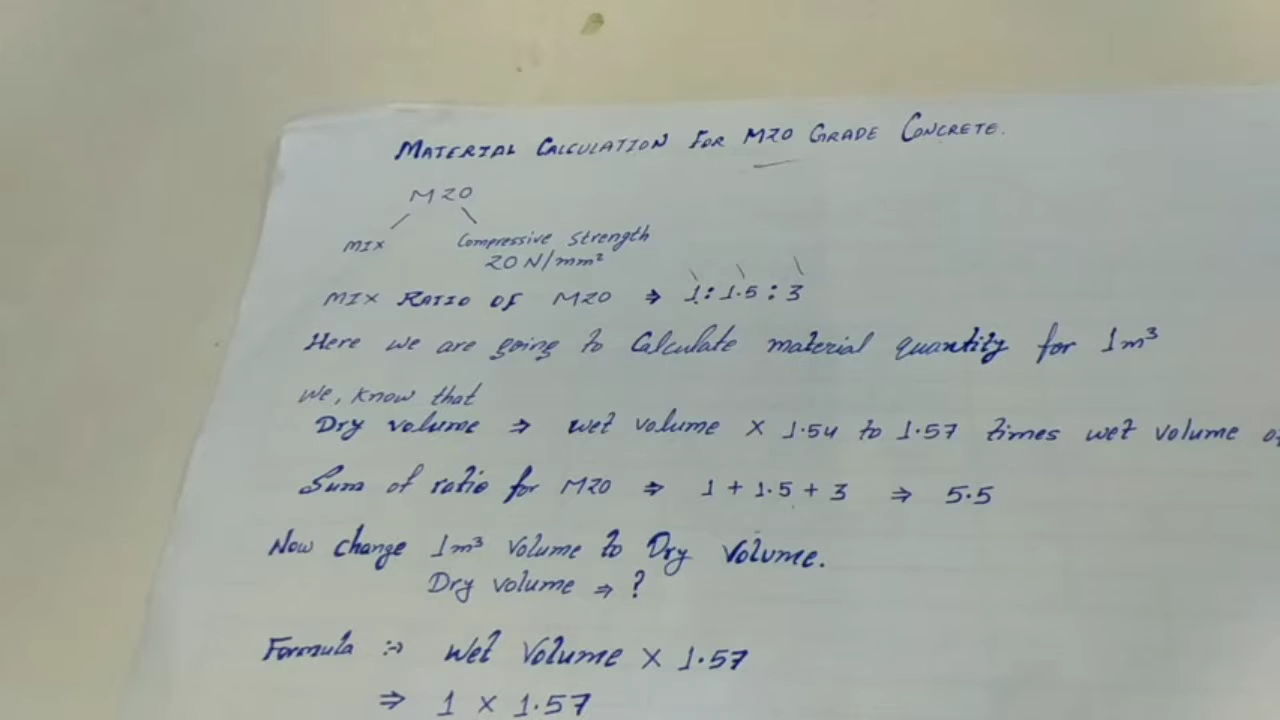 MATERIAL CALCULATION FOR M20 GRADE CONCRETE.
M20
MIX Compressive Strength
20 N/mm²
MIX RATIO OF M20 ⇒ 1:1.5:3
Here we are going to Calculate material quantity for 1m³
We, know that
Dry volume ⇒ wet volume × 1.54 to 1.57 times wet volume
Sum of ratio for M20 ⇒ 1 + 1.5 + 3 ⇒ 5.5
Now change 1m³ Volume to Dry Volume.
Dry volume ⇒ ?
Formula :→ Wet Volume × 1.57
⇒ 1 × 1.57